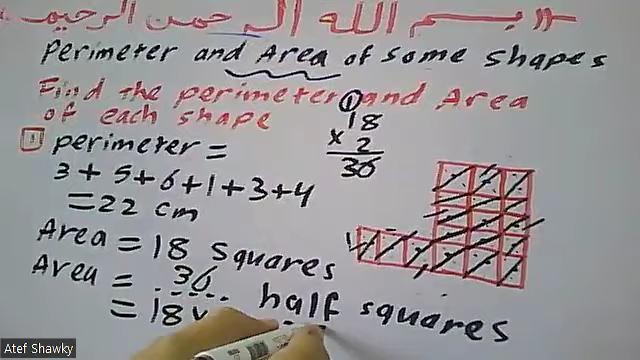 بسم الله الرحمن الرحيم
Perimeter and Area of some shapes
Find the perimeter and Area
of each shape
1
18
× 2
36
1 perimeter =
3 + 5 + 6 + 1 + 3 + 4
= 22 cm
Area = 18 squares
Area = 36 half squares
= 18
Atef Shawky